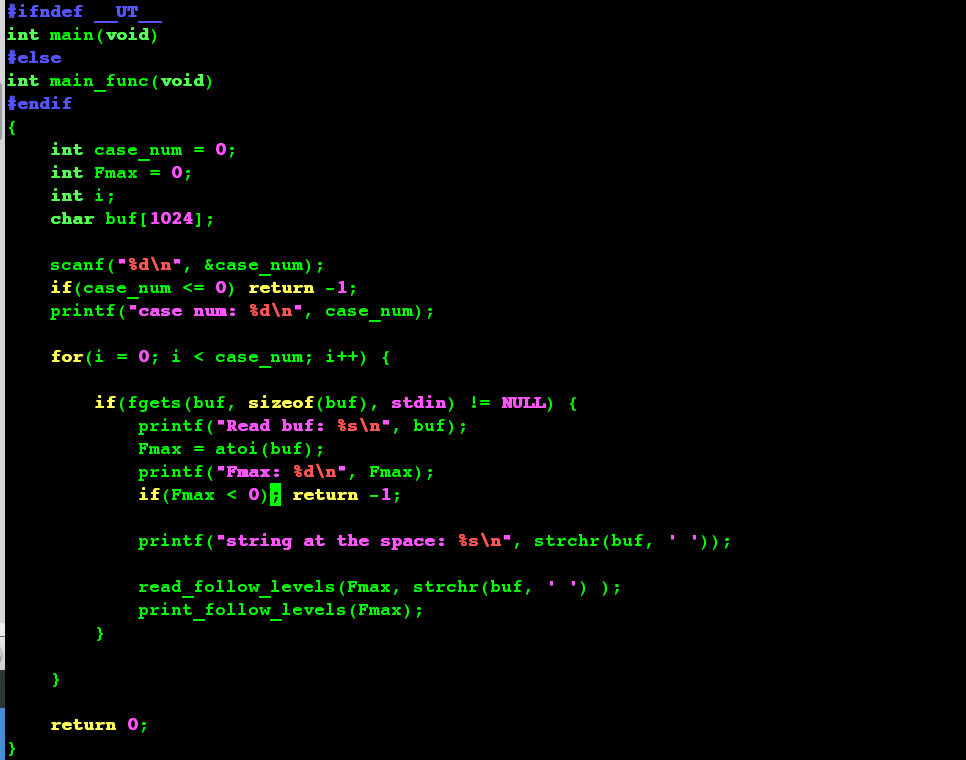 #ifndef __UT__
int main(void)
#else
int main_func(void)
#endif
{
    int case_num = 0;
    int Fmax = 0;
    int i;
    char buf[1024];

    scanf("%d\n", &case_num);
    if(case_num <= 0) return -1;
    printf("case num: %d\n", case_num);

    for(i = 0; i < case_num; i++) {

        if(fgets(buf, sizeof(buf), stdin) != NULL) {
            printf("Read buf: %s\n", buf);
            Fmax = atoi(buf);
            printf("Fmax: %d\n", Fmax);
            if(Fmax < 0); return -1;

            printf("string at the space: %s\n", strchr(buf, ' '));

            read_follow_levels(Fmax, strchr(buf, ' ') );
            print_follow_levels(Fmax);
        }

    }

    return 0;
}